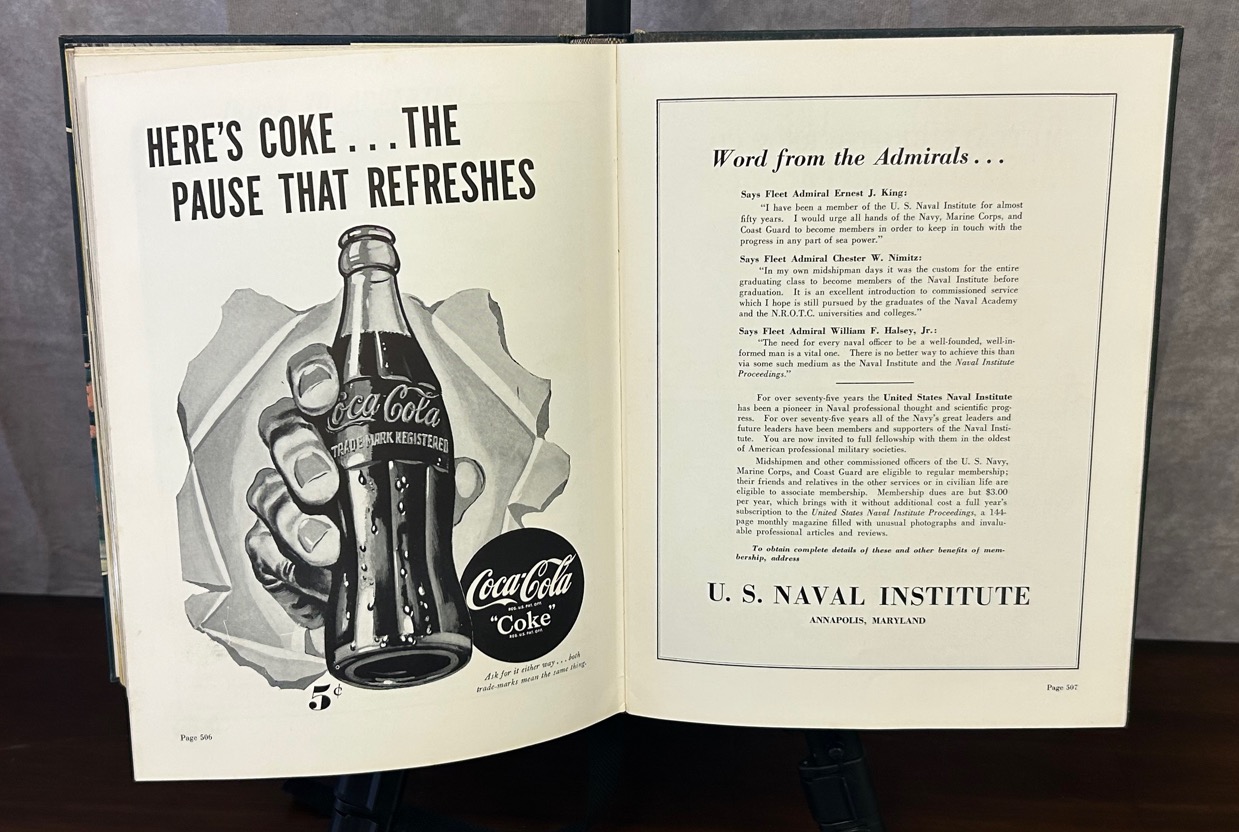 HERE'S COKE . . . THE
PAUSE THAT REFRESHES
Coca-Cola
TRADE MARK REGISTERED
Coca-Cola
REG. U.S. PAT. OFF.
"Coke"
REG. U.S. PAT. OFF.
Ask for it either way . . . both
trade-marks mean the same thing.
5¢
Page 506
Word from the Admirals . . .
Says Fleet Admiral Ernest J. King:
"I have been a member of the U. S. Naval Institute for almost
fifty years. I would urge all hands of the Navy, Marine Corps, and
Coast Guard to become members in order to keep in touch with the
progress in any part of sea power."
Says Fleet Admiral Chester W. Nimitz:
"In my own midshipman days it was the custom for the entire
graduating class to become members of the Naval Institute before
graduation. It is an excellent introduction to commissioned service
which I hope is still pursued by the graduates of the Naval Academy
and the N.R.O.T.C. universities and colleges."
Says Fleet Admiral William F. Halsey, Jr.:
"The need for every naval officer to be a well-founded, well-in-
formed man is a vital one. There is no better way to achieve this than
via some such medium as the Naval Institute and the Naval Institute
Proceedings."
For over seventy-five years the United States Naval Institute
has been a pioneer in Naval professional thought and scientific prog-
ress. For over seventy-five years all of the Navy's great leaders and
future leaders have been members and supporters of the Naval Insti-
tute. You are now invited to full fellowship with them in the oldest
of American professional military societies.
Midshipmen and other commissioned officers of the U. S. Navy,
Marine Corps, and Coast Guard are eligible to regular membership;
their friends and relatives in the other services or in civilian life are
eligible to associate membership. Membership dues are but $3.00
per year, which brings with it without additional cost a full year's
subscription to the United States Naval Institute Proceedings, a 144-
page monthly magazine filled with unusual photographs and invalu-
able professional articles and reviews.
To obtain complete details of these and other benefits of mem-
bership, address
U. S. NAVAL INSTITUTE
ANNAPOLIS, MARYLAND
Page 507